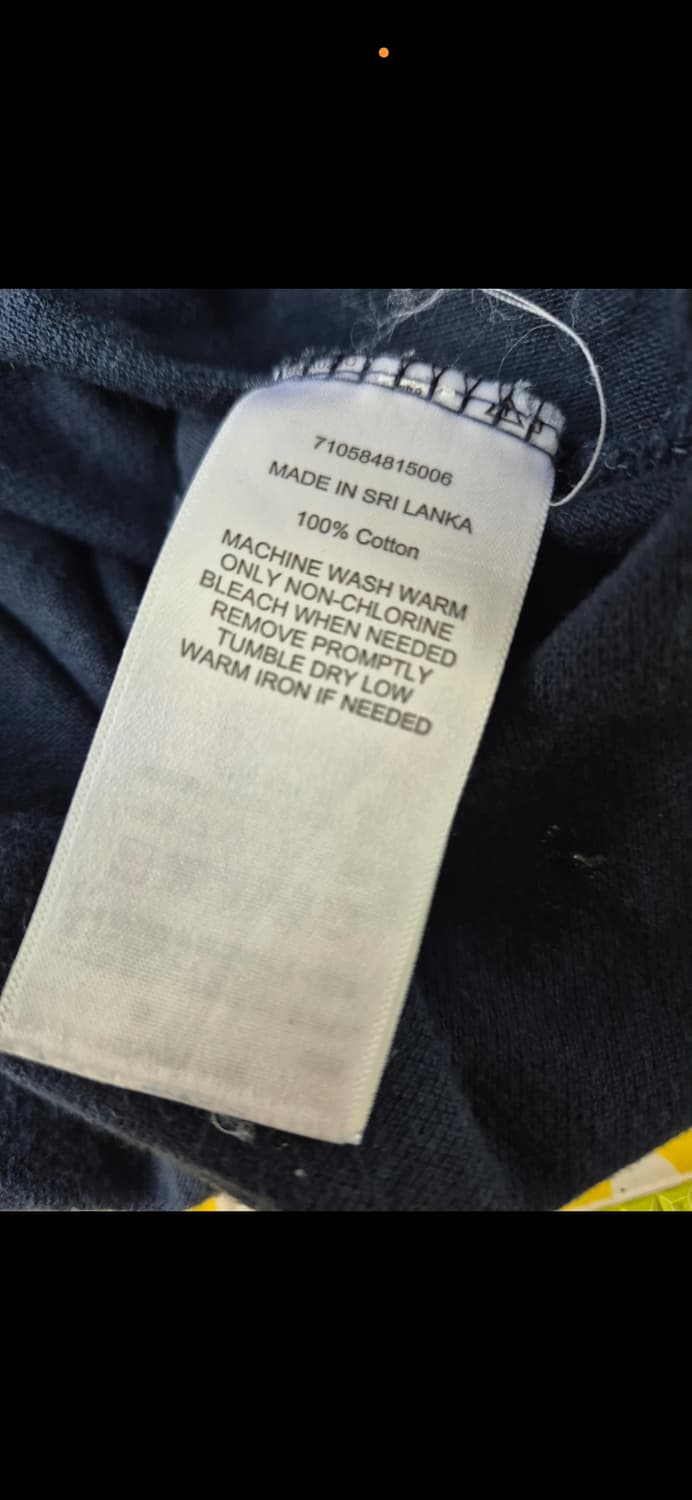 710584815006
MADE IN SRI LANKA
100% Cotton
MACHINE WASH WARM
ONLY NON-CHLORINE
BLEACH WHEN NEEDED
REMOVE PROMPTLY
TUMBLE DRY LOW
WARM IRON IF NEEDED